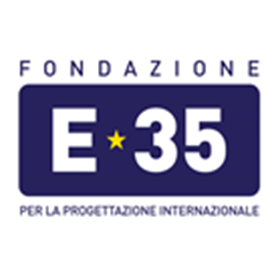 FONDAZIONE
E★35
PER LA PROGETTAZIONE INTERNAZIONALE